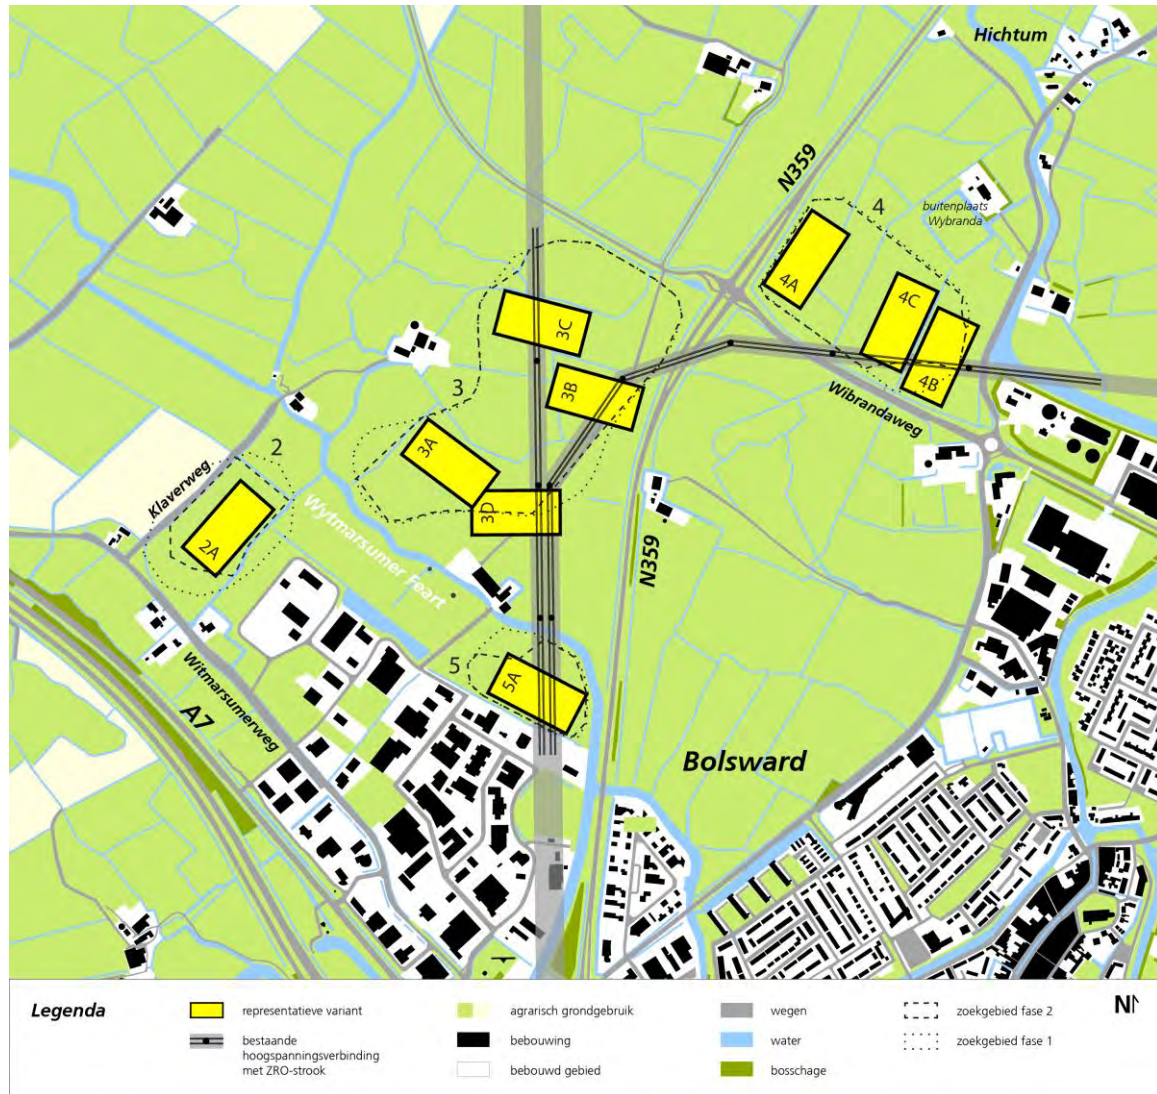 Hichtum
N359
4
buitenplaats
Wybranda
4A
4C
3C
4B
3
3B
Wibrandaweg
2
3A
Klaverweg
3D
2A
Wytmarsumer Feart
N359
5
5A
Witmarsumerweg
A7
Bolsward
Legenda
representatieve variant
bestaande
hoogspanningsverbinding
met ZRO-strook
agrarisch grondgebruik
bebouwing
bebouwd gebied
wegen
water
bosschage
zoekgebied fase 2
zoekgebied fase 1
N